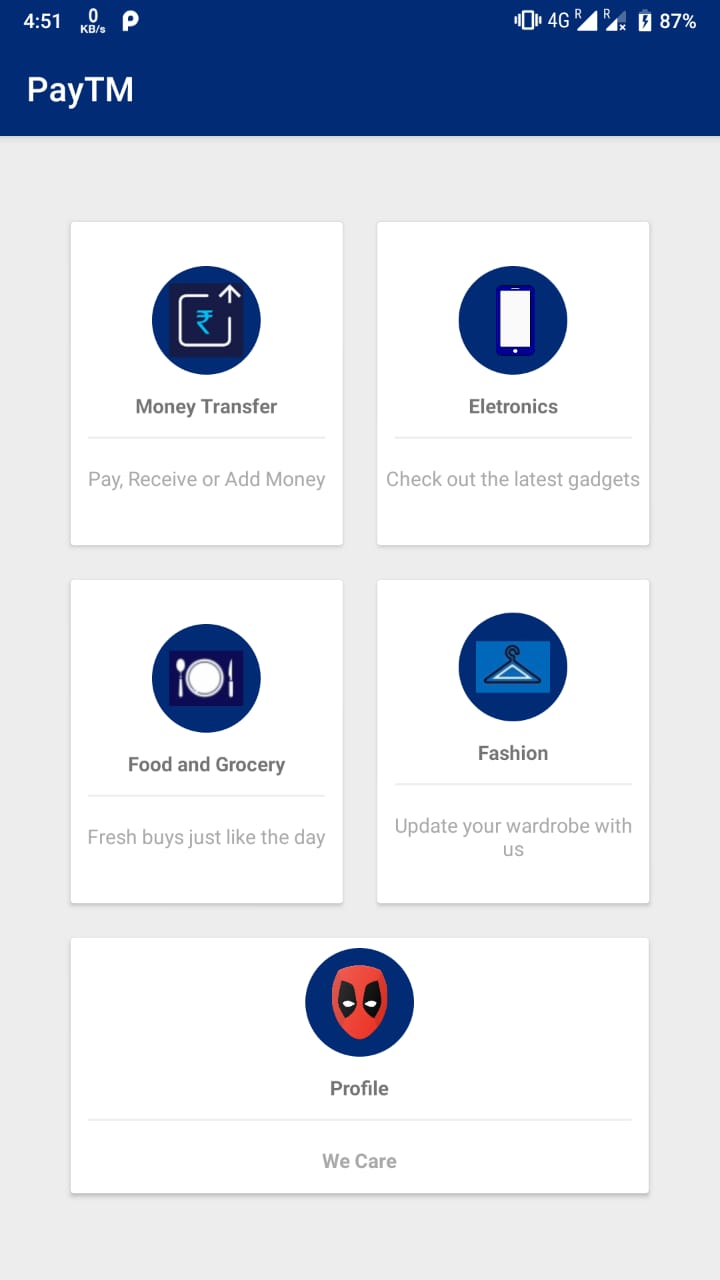 4:51 0 KB/s 4G R R 87%
PayTM
₹
Money Transfer
Pay, Receive or Add Money
Eletronics
Check out the latest gadgets
Food and Grocery
Fresh buys just like the day
Fashion
Update your wardrobe with
us
Profile
We Care